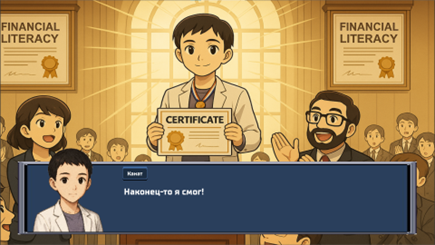 FINANCIAL
LITERACY
FINANCIAL
LITERACY
CERTIFICATE
Канат
Наконец-то я смог!